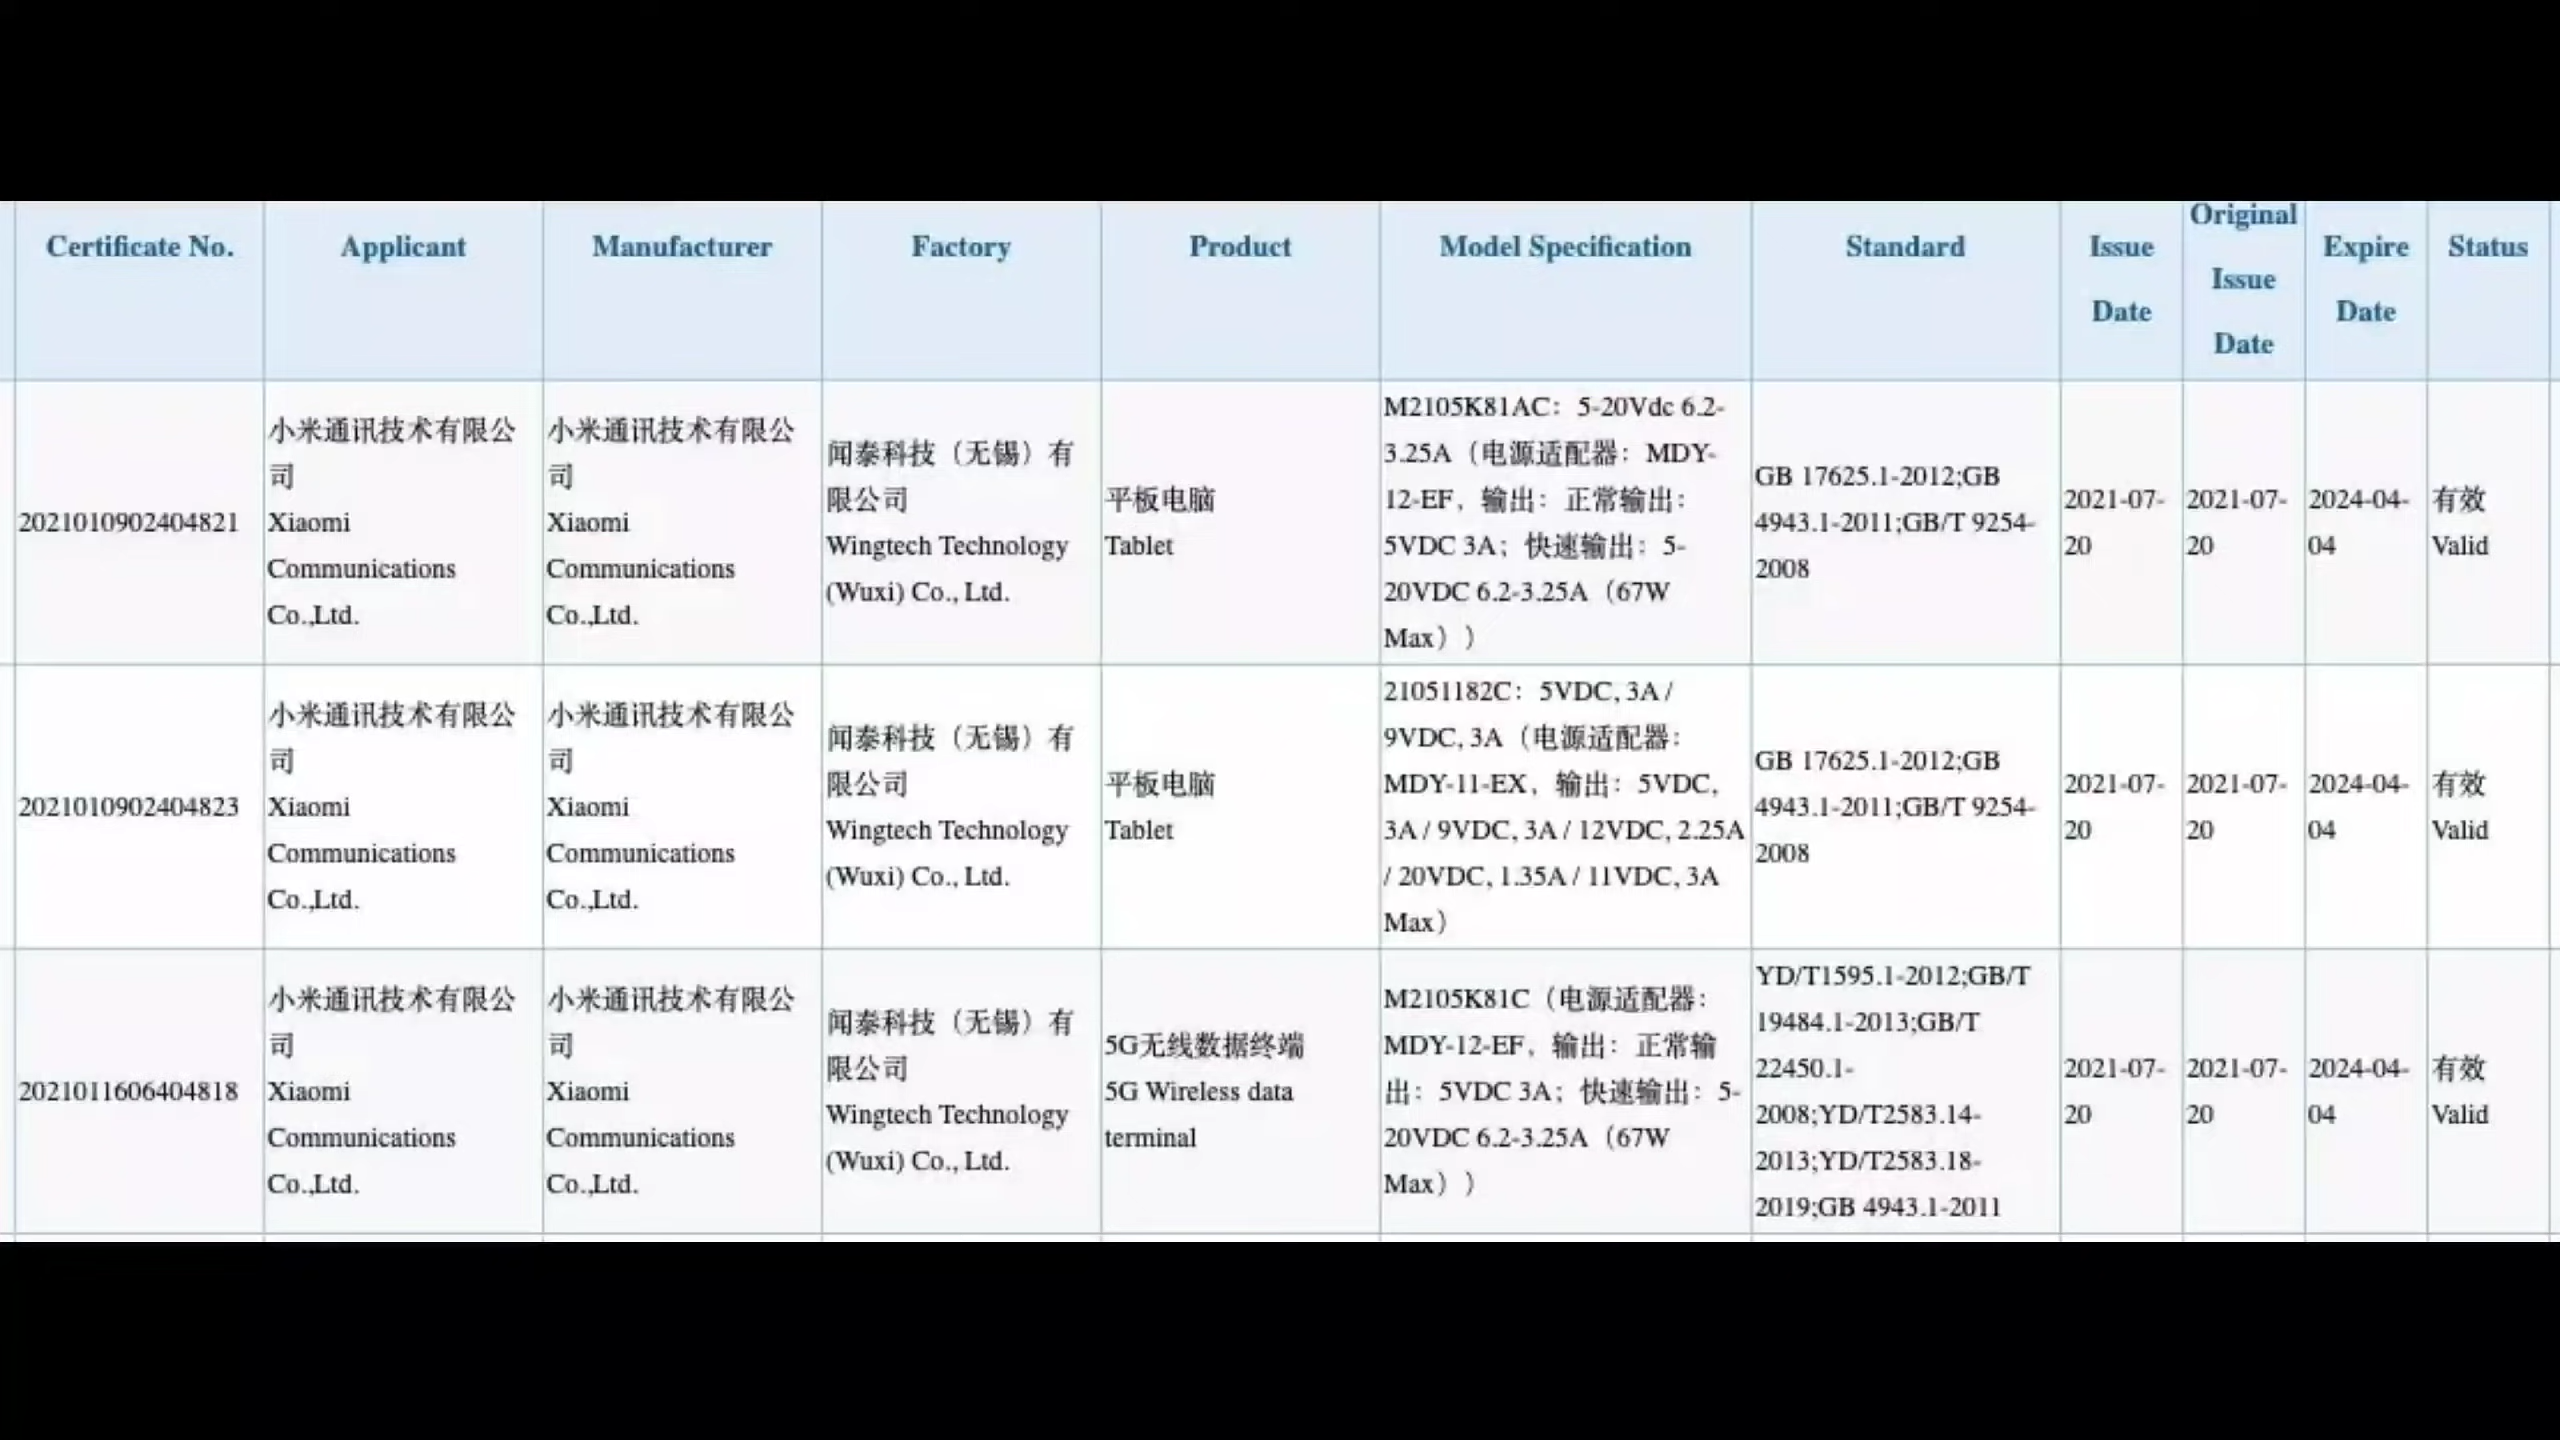 Certificate No.
Applicant
Manufacturer
Factory
Product
Model Specification
Standard
Issue
Date
Original
Issue
Date
Expire
Date
Status
2021010902404821
小米通讯技术有限公
司
Xiaomi
Communications
Co.,Ltd.
小米通讯技术有限公
司
Xiaomi
Communications
Co.,Ltd.
闻泰科技（无锡）有
限公司
Wingtech Technology
(Wuxi) Co., Ltd.
平板电脑
Tablet
M2105K81AC：5-20Vdc 6.2-
3.25A（电源适配器：MDY-
12-EF，输出：正常输出：
5VDC 3A；快速输出：5-
20VDC 6.2-3.25A（67W
Max））
GB 17625.1-2012;GB
4943.1-2011;GB/T 9254-
2008
2021-07-
20
2021-07-
20
2024-04-
04
有效
Valid
2021010902404823
小米通讯技术有限公
司
Xiaomi
Communications
Co.,Ltd.
小米通讯技术有限公
司
Xiaomi
Communications
Co.,Ltd.
闻泰科技（无锡）有
限公司
Wingtech Technology
(Wuxi) Co., Ltd.
平板电脑
Tablet
21051182C：5VDC, 3A /
9VDC, 3A（电源适配器：
MDY-11-EX，输出：5VDC,
3A / 9VDC, 3A / 12VDC, 2.25A
/ 20VDC, 1.35A / 11VDC, 3A
Max）
GB 17625.1-2012;GB
4943.1-2011;GB/T 9254-
2008
2021-07-
20
2021-07-
20
2024-04-
04
有效
Valid
2021011606404818
小米通讯技术有限公
司
Xiaomi
Communications
Co.,Ltd.
小米通讯技术有限公
司
Xiaomi
Communications
Co.,Ltd.
闻泰科技（无锡）有
限公司
Wingtech Technology
(Wuxi) Co., Ltd.
5G无线数据终端
5G Wireless data
terminal
M2105K81C（电源适配器：
MDY-12-EF，输出：正常输
出：5VDC 3A；快速输出：5-
20VDC 6.2-3.25A（67W
Max））
YD/T1595.1-2012;GB/T
19484.1-2013;GB/T
22450.1-
2008;YD/T2583.14-
2013;YD/T2583.18-
2019;GB 4943.1-2011
2021-07-
20
2021-07-
20
2024-04-
04
有效
Valid